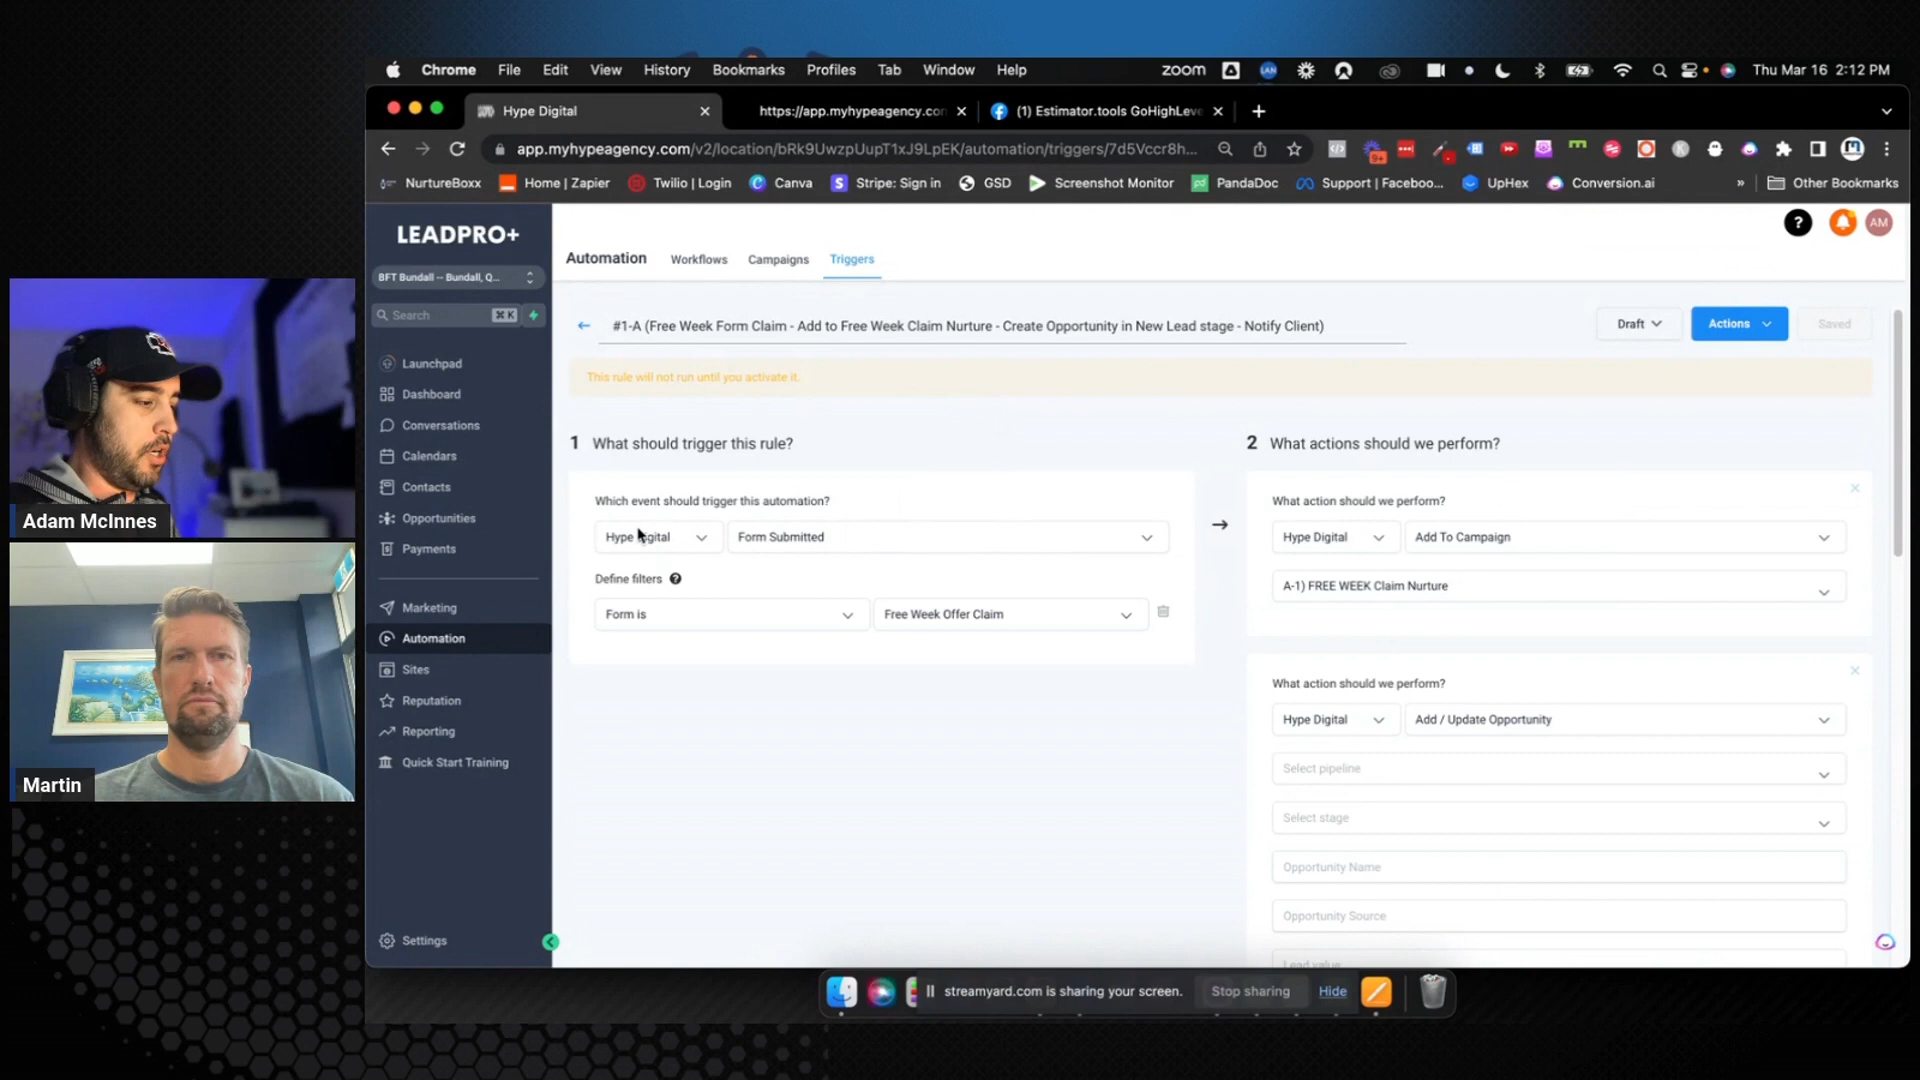 Chrome File Edit View History Bookmarks Profiles Tab Window Help
zoom LAN Thu Mar 16 2:12 PM
Hype Digital
https://app.myhypeagency.con
(1) Estimator.tools GoHighLeve
app.myhypeagency.com/v2/location/bRk9UwzpUupT1xJ9LpEK/automation/triggers/7d5Vccr8h...
9+
NurtureBoxx Home | Zapier Twilio | Login Canva Stripe: Sign in GSD Screenshot Monitor PandaDoc Support | Faceboo... UpHex Conversion.ai » Other Bookmarks
LEADPRO+
BFT Bundall -- Bundall, Q...
Search ⌘ K
Launchpad
Dashboard
Conversations
Calendars
Contacts
Opportunities
Payments
Marketing
Automation
Sites
Reputation
Reporting
Quick Start Training
Settings
AM
Automation Workflows Campaigns Triggers
#1-A (Free Week Form Claim - Add to Free Week Claim Nurture - Create Opportunity in New Lead stage - Notify Client)
Draft Actions Saved
This rule will not run until you activate it.
1 What should trigger this rule?
Which event should trigger this automation?
Hype Digital Form Submitted
Define filters
Form is Free Week Offer Claim
2 What actions should we perform?
What action should we perform?
Hype Digital Add To Campaign
A-1) FREE WEEK Claim Nurture
What action should we perform?
Hype Digital Add / Update Opportunity
Select pipeline
Select stage
Opportunity Name
Opportunity Source
Lead value
streamyard.com is sharing your screen. Stop sharing Hide
Adam McInnes
Martin